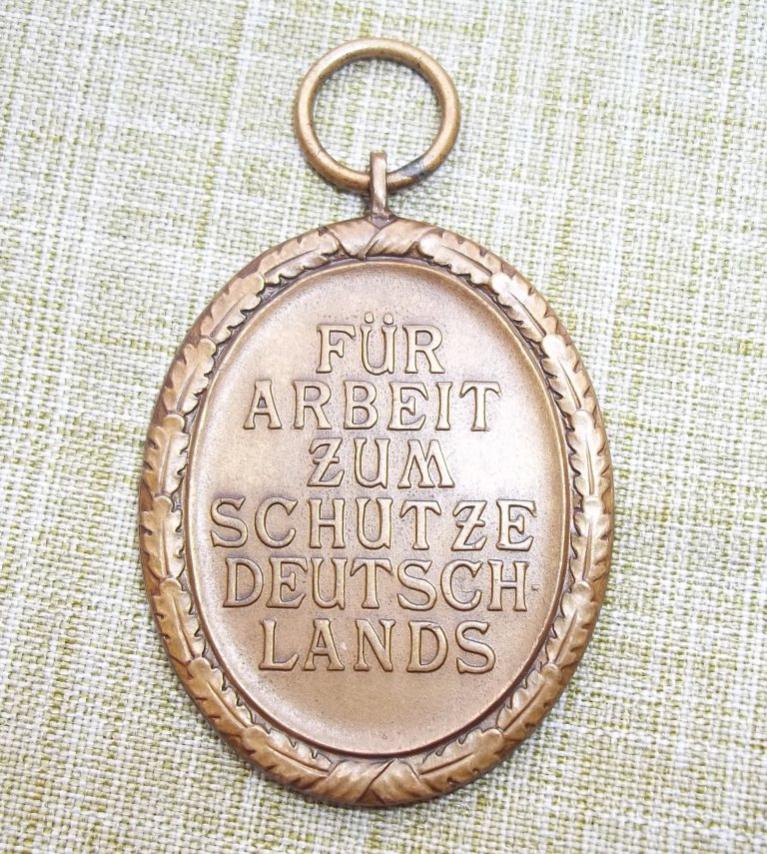 FÜR
ARBEIT
ZUM
SCHUTZE
DEUTSCH
LANDS